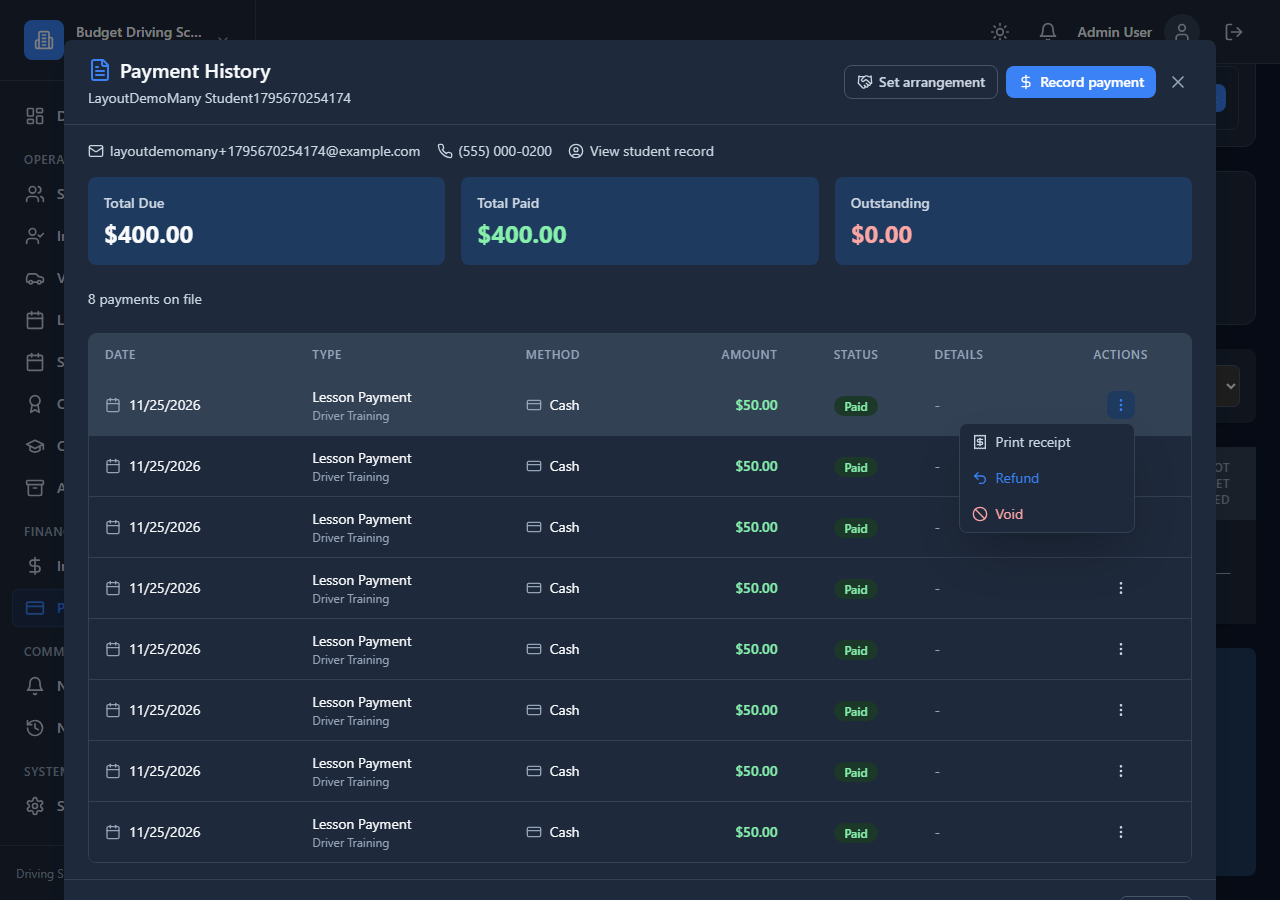 Budget Driving Sc...
Admin User
Payment History
LayoutDemoMany Student1795670254174
Set arrangement
Record payment
layoutdemomany+1795670254174@example.com
(555) 000-0200
View student record
Total Due
$400.00
Total Paid
$400.00
Outstanding
$0.00
8 payments on file
DATE TYPE METHOD AMOUNT STATUS DETAILS ACTIONS
11/25/2026 Lesson Payment Cash $50.00 Paid -
Driver Training
Print receipt
Refund
Void
11/25/2026 Lesson Payment Cash $50.00 Paid -
Driver Training
11/25/2026 Lesson Payment Cash $50.00 Paid -
Driver Training
11/25/2026 Lesson Payment Cash $50.00 Paid -
Driver Training
11/25/2026 Lesson Payment Cash $50.00 Paid -
Driver Training
11/25/2026 Lesson Payment Cash $50.00 Paid -
Driver Training
11/25/2026 Lesson Payment Cash $50.00 Paid -
Driver Training
11/25/2026 Lesson Payment Cash $50.00 Paid -
Driver Training
OPERA
FINANC
COMM
SYSTEM
Driving S